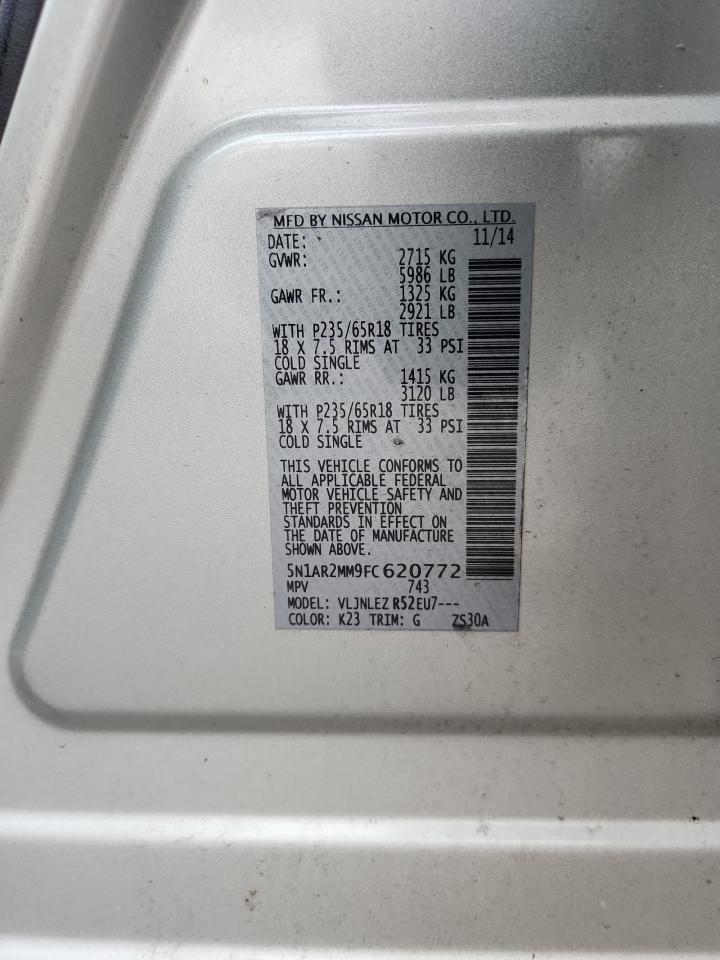 MFD BY NISSAN MOTOR CO., LTD.
DATE: 11/14
GVWR: 2715 KG
5986 LB
GAWR FR.: 1325 KG
2921 LB
WITH P235/65R18 TIRES
18 X 7.5 RIMS AT 33 PSI
COLD SINGLE
GAWR RR.: 1415 KG
3120 LB
WITH P235/65R18 TIRES
18 X 7.5 RIMS AT 33 PSI
COLD SINGLE
THIS VEHICLE CONFORMS TO
ALL APPLICABLE FEDERAL
MOTOR VEHICLE SAFETY AND
THEFT PREVENTION
STANDARDS IN EFFECT ON
THE DATE OF MANUFACTURE
SHOWN ABOVE.
5N1AR2MM9FC620772
MPV 743
MODEL: VLJNLEZ R52EU7---
COLOR: K23 TRIM: G ZS30A